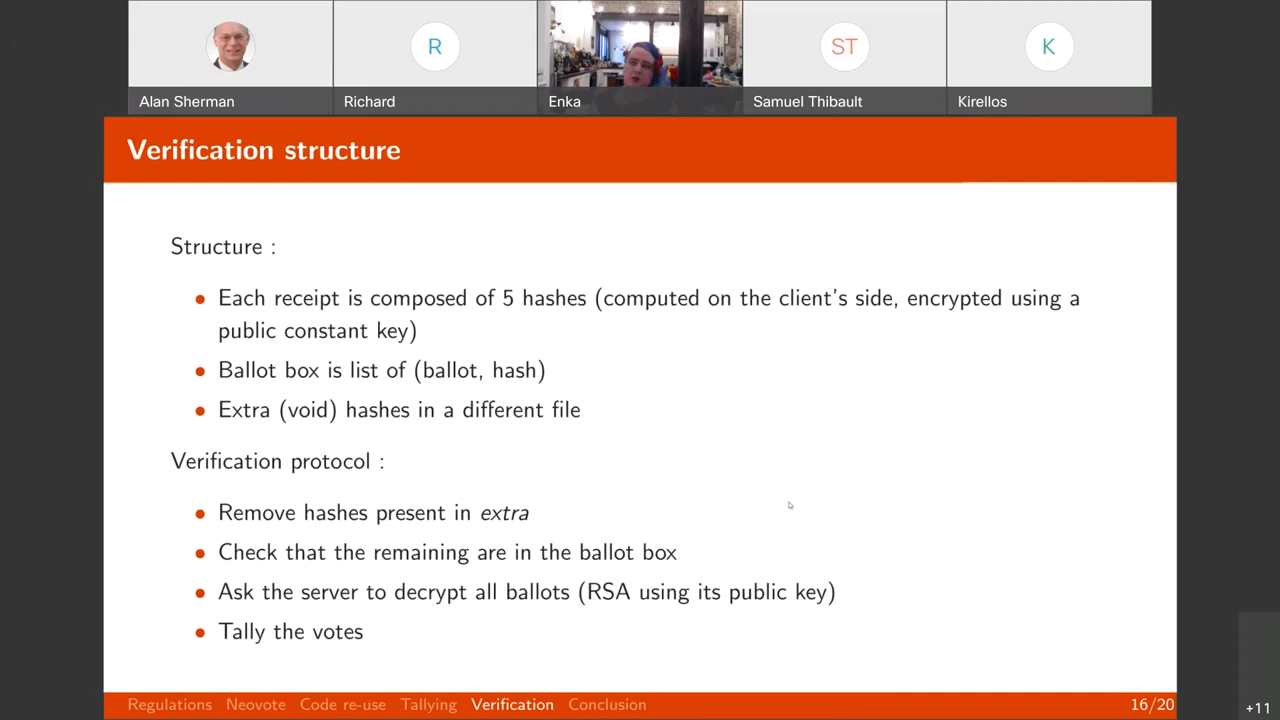 R
ST
K
Alan Sherman
Richard
Enka
Samuel Thibault
Kirellos
Verification structure
Structure :
Each receipt is composed of 5 hashes (computed on the client's side, encrypted using a
public constant key)
Ballot box is list of (ballot, hash)
Extra (void) hashes in a different file
Verification protocol :
Remove hashes present in extra
Check that the remaining are in the ballot box
Ask the server to decrypt all ballots (RSA using its public key)
Tally the votes
Regulations Neovote Code re-use Tallying Verification Conclusion
16/20
+11